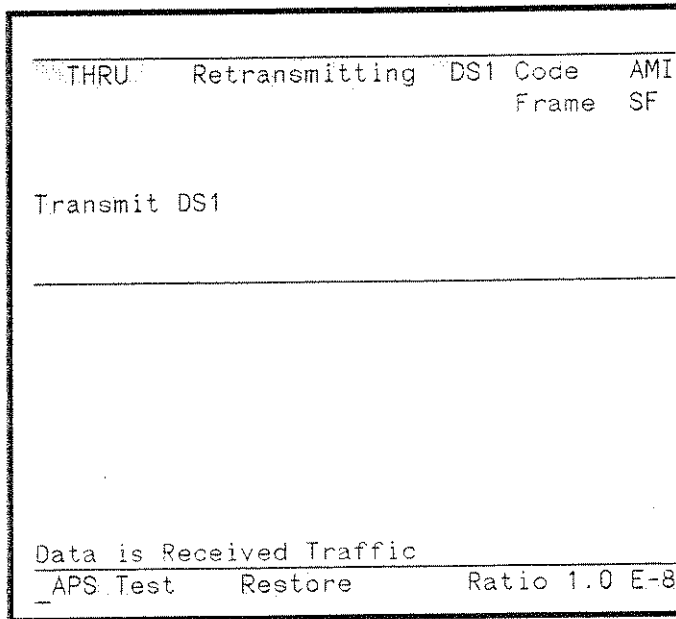 THRU Retransmitting DS1 Code AMI
Frame SF
Transmit DS1
Data is Received Traffic
APS Test Restore Ratio 1.0 E-8